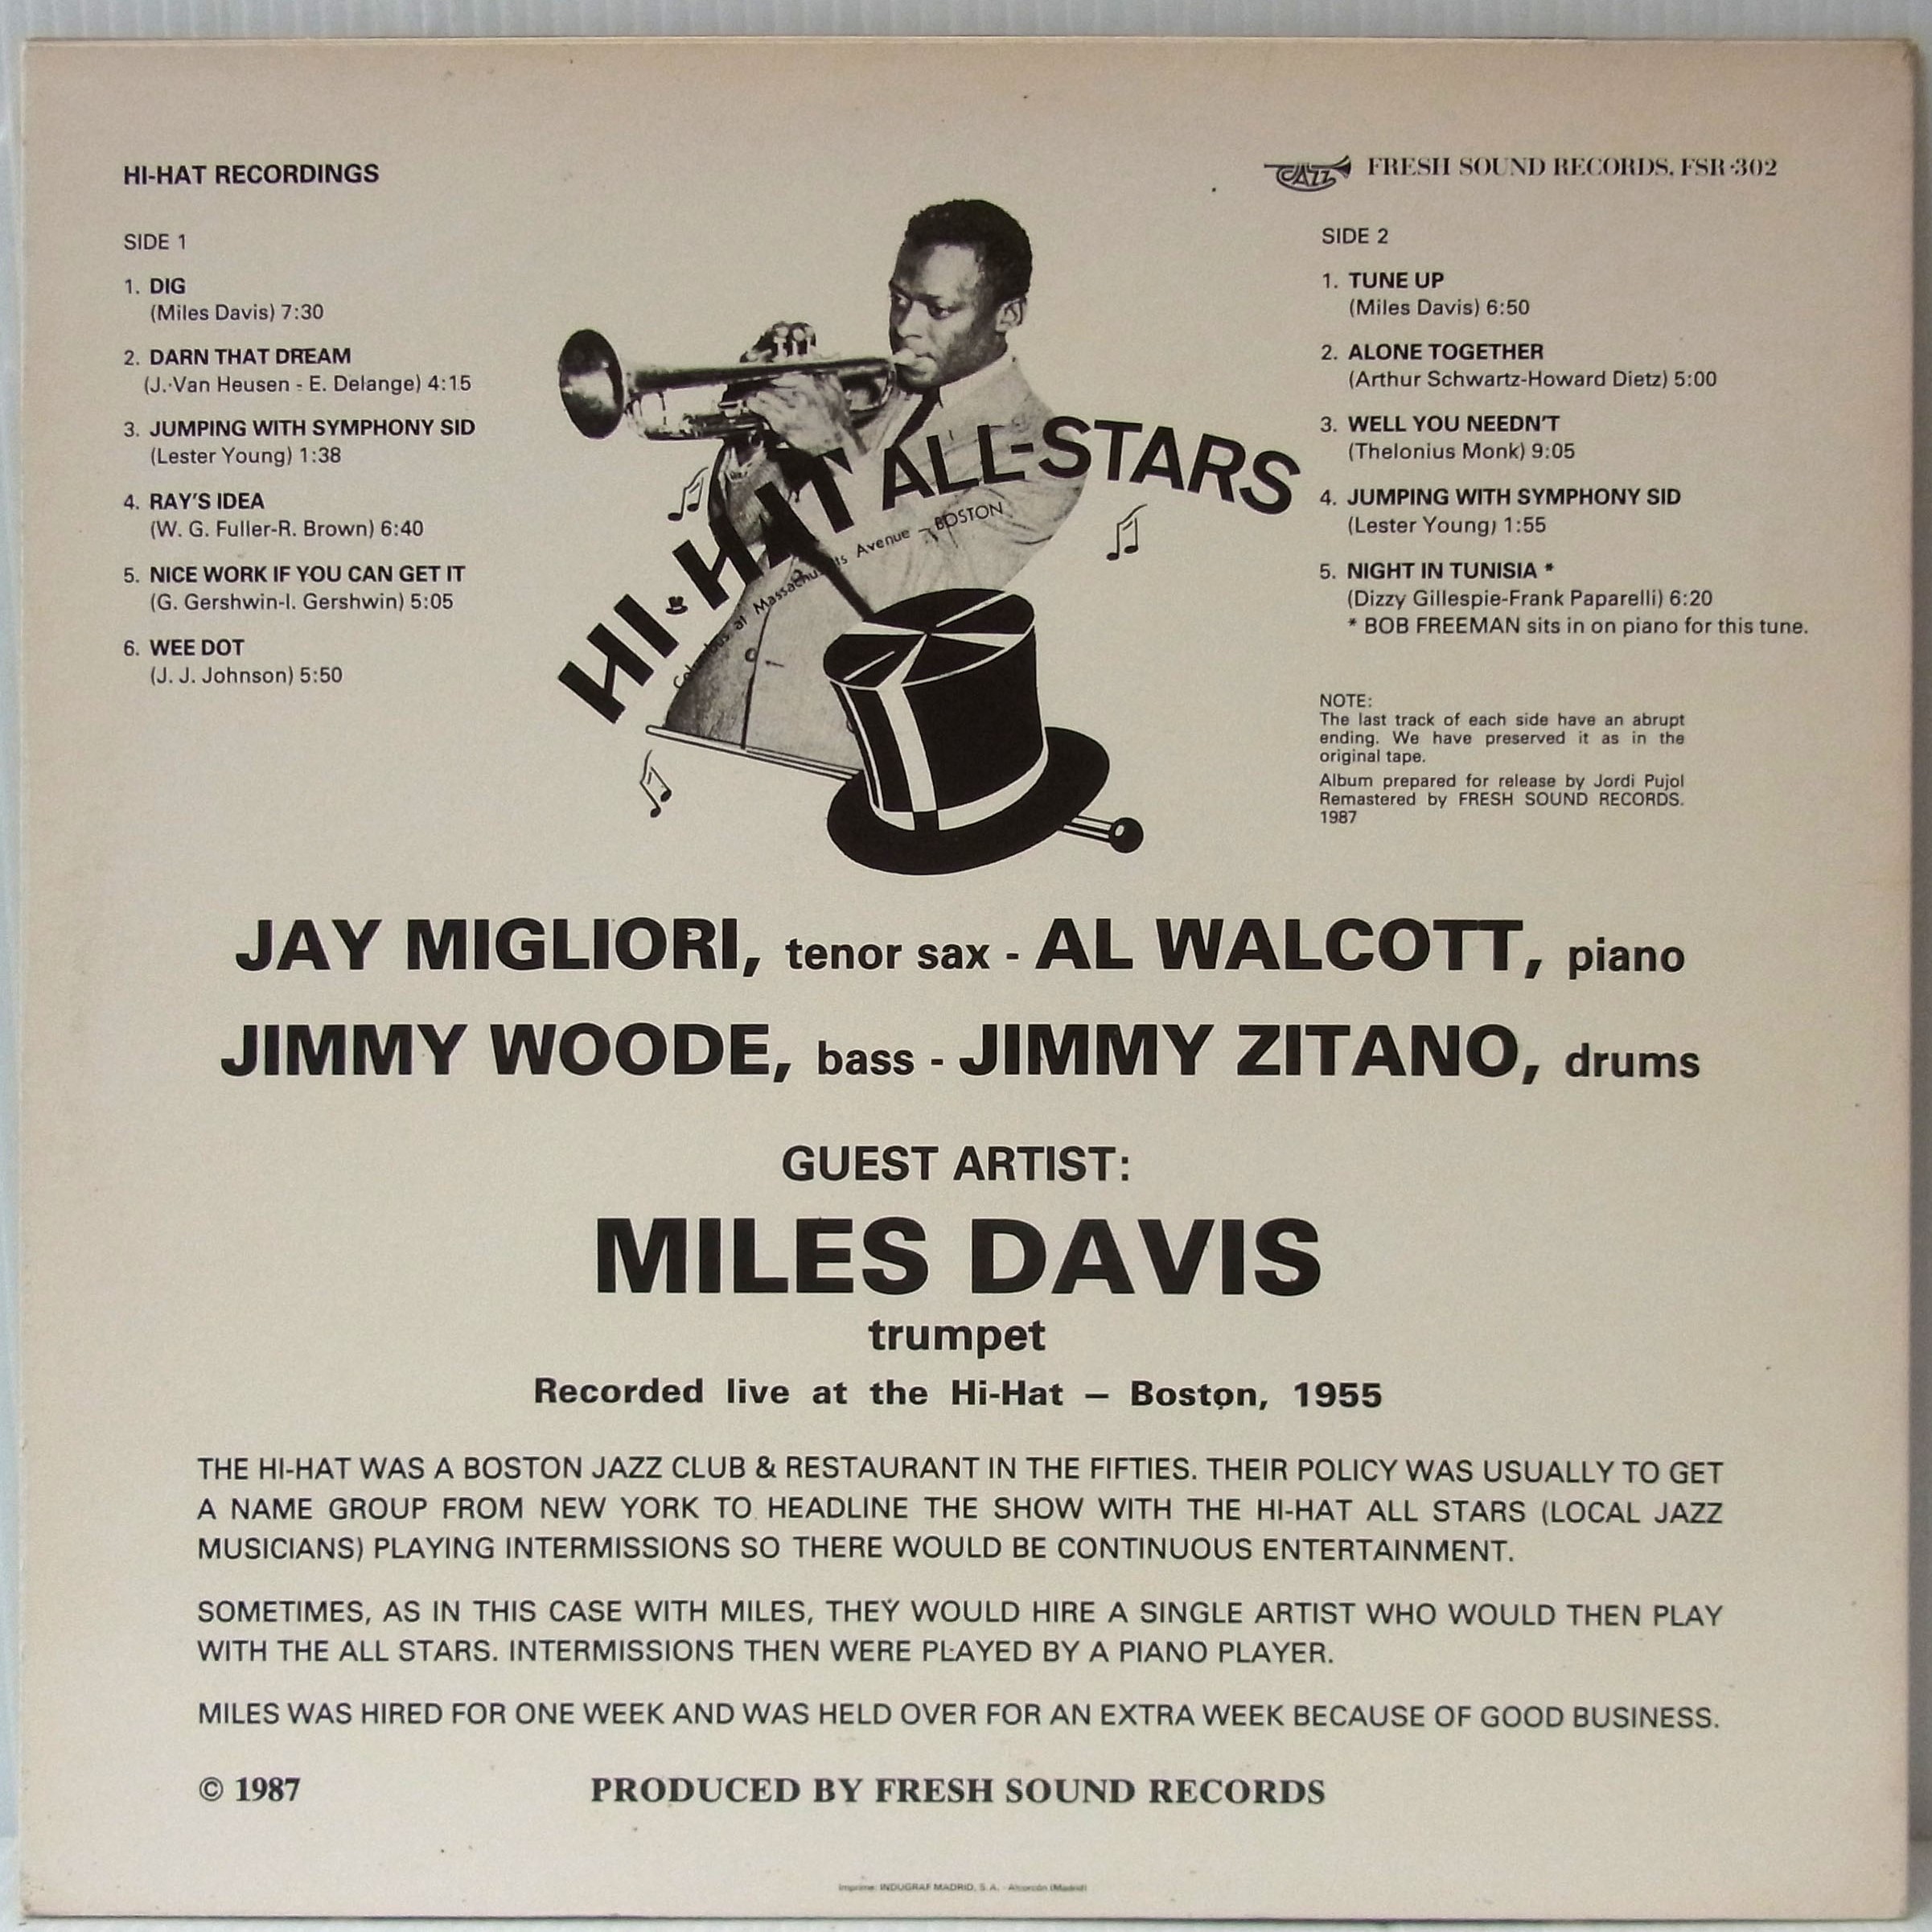 HI-HAT RECORDINGS
SIDE 1
1. DIG
(Miles Davis) 7:30
2. DARN THAT DREAM
(J. Van Heusen - E. Delange) 4:15
3. JUMPING WITH SYMPHONY SID
(Lester Young) 1:38
4. RAY'S IDEA
(W. G. Fuller-R. Brown) 6:40
5. NICE WORK IF YOU CAN GET IT
(G. Gershwin-I. Gershwin) 5:05
6. WEE DOT
(J. J. Johnson) 5:50
HI-HAT ALL-STARS
Columbus at Massachusetts Avenue - BOSTON
JAZZ FRESH SOUND RECORDS, FSR-302
SIDE 2
1. TUNE UP
(Miles Davis) 6:50
2. ALONE TOGETHER
(Arthur Schwartz-Howard Dietz) 5:00
3. WELL YOU NEEDN'T
(Thelonius Monk) 9:05
4. JUMPING WITH SYMPHONY SID
(Lester Young) 1:55
5. NIGHT IN TUNISIA *
(Dizzy Gillespie-Frank Paparelli) 6:20
* BOB FREEMAN sits in on piano for this tune.
NOTE:
The last track of each side have an abrupt
ending. We have preserved it as in the
original tape.
Album prepared for release by Jordi Pujol
Remastered by FRESH SOUND RECORDS.
1987
JAY MIGLIORI, tenor sax - AL WALCOTT, piano
JIMMY WOODE, bass - JIMMY ZITANO, drums
GUEST ARTIST:
MILES DAVIS
trumpet
Recorded live at the Hi-Hat – Boston, 1955
THE HI-HAT WAS A BOSTON JAZZ CLUB & RESTAURANT IN THE FIFTIES. THEIR POLICY WAS USUALLY TO GET
A NAME GROUP FROM NEW YORK TO HEADLINE THE SHOW WITH THE HI-HAT ALL STARS (LOCAL JAZZ
MUSICIANS) PLAYING INTERMISSIONS SO THERE WOULD BE CONTINUOUS ENTERTAINMENT.
SOMETIMES, AS IN THIS CASE WITH MILES, THEY WOULD HIRE A SINGLE ARTIST WHO WOULD THEN PLAY
WITH THE ALL STARS. INTERMISSIONS THEN WERE PLAYED BY A PIANO PLAYER.
MILES WAS HIRED FOR ONE WEEK AND WAS HELD OVER FOR AN EXTRA WEEK BECAUSE OF GOOD BUSINESS.
© 1987 PRODUCED BY FRESH SOUND RECORDS
Imprime: INDUGRAF MADRID, S.A. - Alcorcón (Madrid)